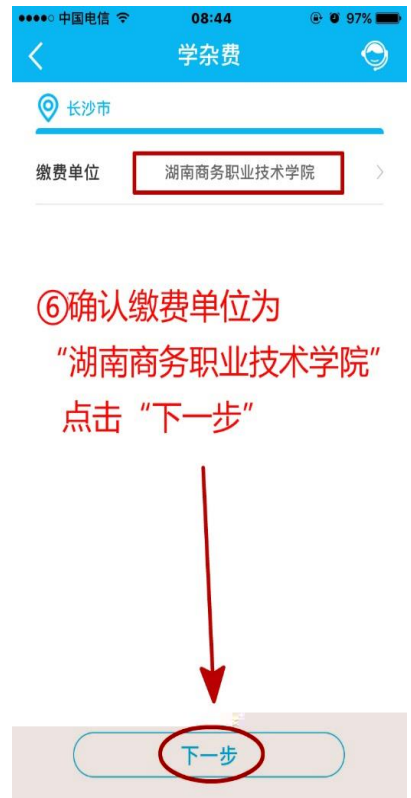 中国电信 08:44 97%
学杂费
长沙市
缴费单位 湖南商务职业技术学院
⑥确认缴费单位为
“湖南商务职业技术学院”
点击“下一步”
下一步